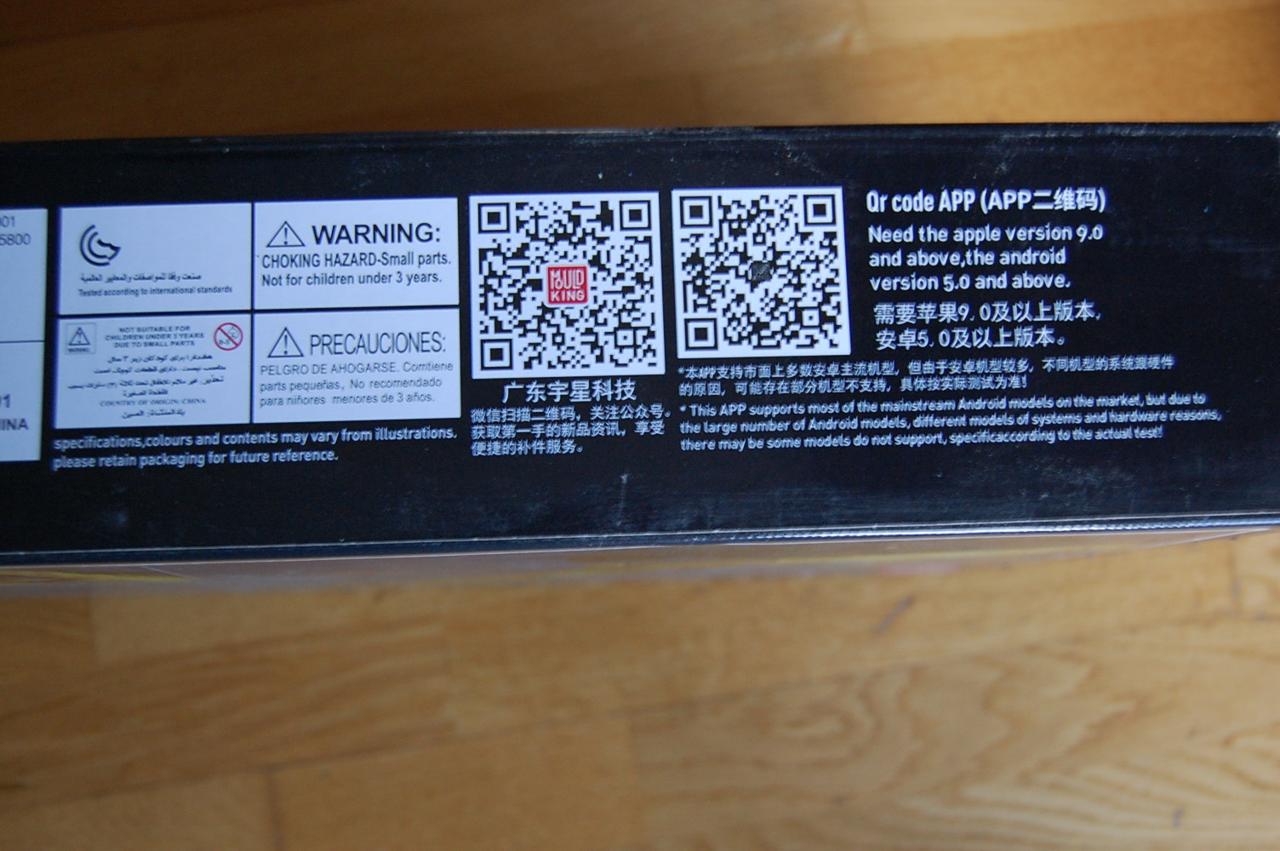 01
5800
01
INA
صنعت وفقا للمواصفات والمعايير العالمية
Tested according to international standards
WARNING:
CHOKING HAZARD-Small parts.
Not for children under 3 years.
NOT SUITABLE FOR
CHILDREN UNDER 3 YEARS
DUE TO SMALL PARTS
COUNTRY OF ORIGIN: CHINA
بلد المنشأ: الصين
PRECAUCIONES:
PELGRO DE AHOGARSE. Comtiene
parts pequeñas, No recomendado
para niñores menores de 3 años.
specifications,colours and contents may vary from illustrations.
please retain packaging for future reference.
MOULD
KING
广东宇星科技
微信扫描二维码，关注公众号。
获取第一手的新品资讯，享受
便捷的补件服务。
Qr code APP (APP二维码)
Need the apple version 9.0
and above,the android
version 5.0 and above.
需要苹果9.0及以上版本，
安卓5.0及以上版本。
*本APP支持市面上多数安卓主流机型，但由于安卓机型较多，不同机型的系统跟硬件
的原因，可能存在部分机型不支持，具体按实际测试为准！
* This APP supports most of the mainstream Android models on the market, but due to
the large number of Android models, different models of systems and hardware reasons,
there may be some models do not support, specificaccording to the actual test!